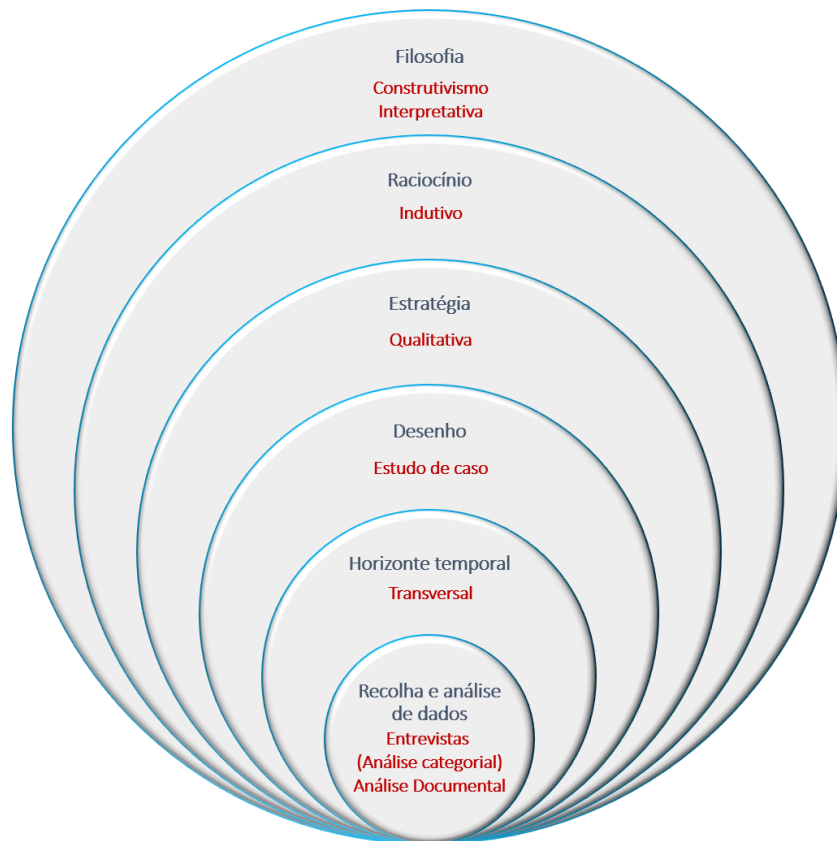 Filosofia
Construtivismo
Interpretativa
Raciocínio
Indutivo
Estratégia
Qualitativa
Desenho
Estudo de caso
Horizonte temporal
Transversal
Recolha e análise
de dados
Entrevistas
(Análise categorial)
Análise Documental